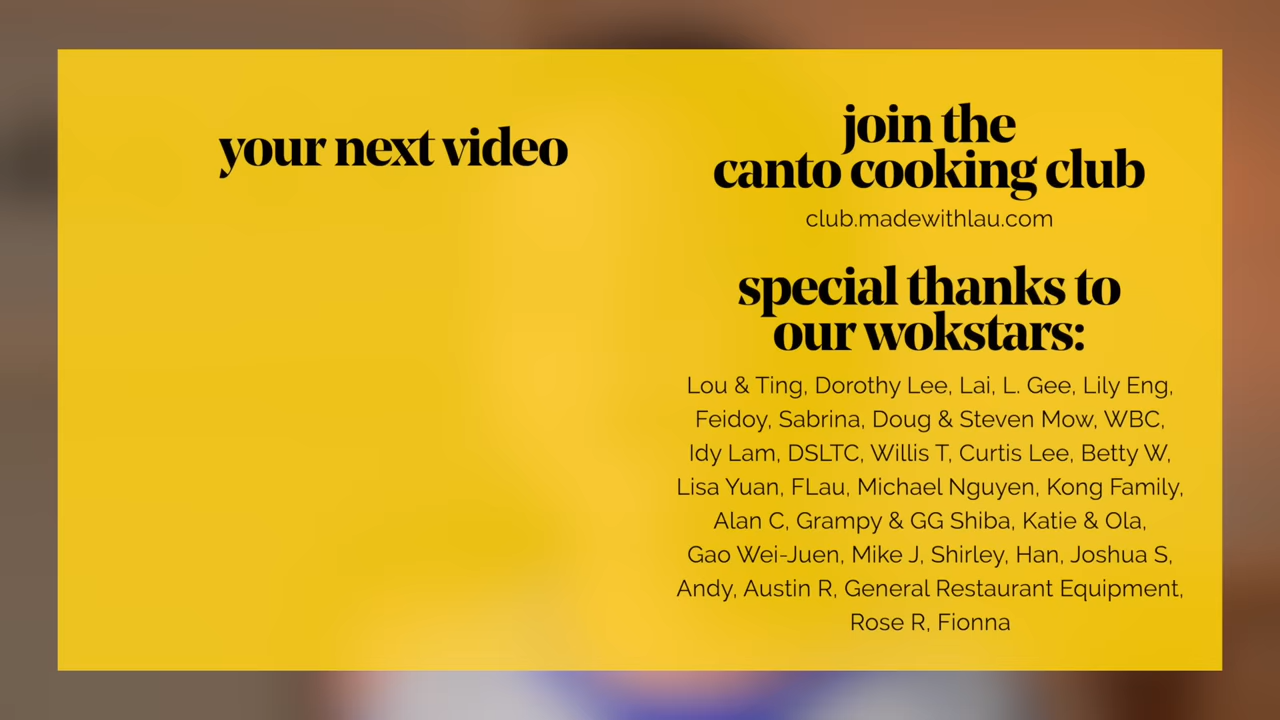 your next video
join the
canto cooking club
club.madewithlau.com
special thanks to
our wokstars:
Lou & Ting, Dorothy Lee, Lai, L. Gee, Lily Eng,
Feidoy, Sabrina, Doug & Steven Mow, WBC,
Idy Lam, DSLTC, Willis T, Curtis Lee, Betty W,
Lisa Yuan, FLau, Michael Nguyen, Kong Family,
Alan C, Grampy & GG Shiba, Katie & Ola,
Gao Wei-Juen, Mike J, Shirley, Han, Joshua S,
Andy, Austin R, General Restaurant Equipment,
Rose R, Fionna